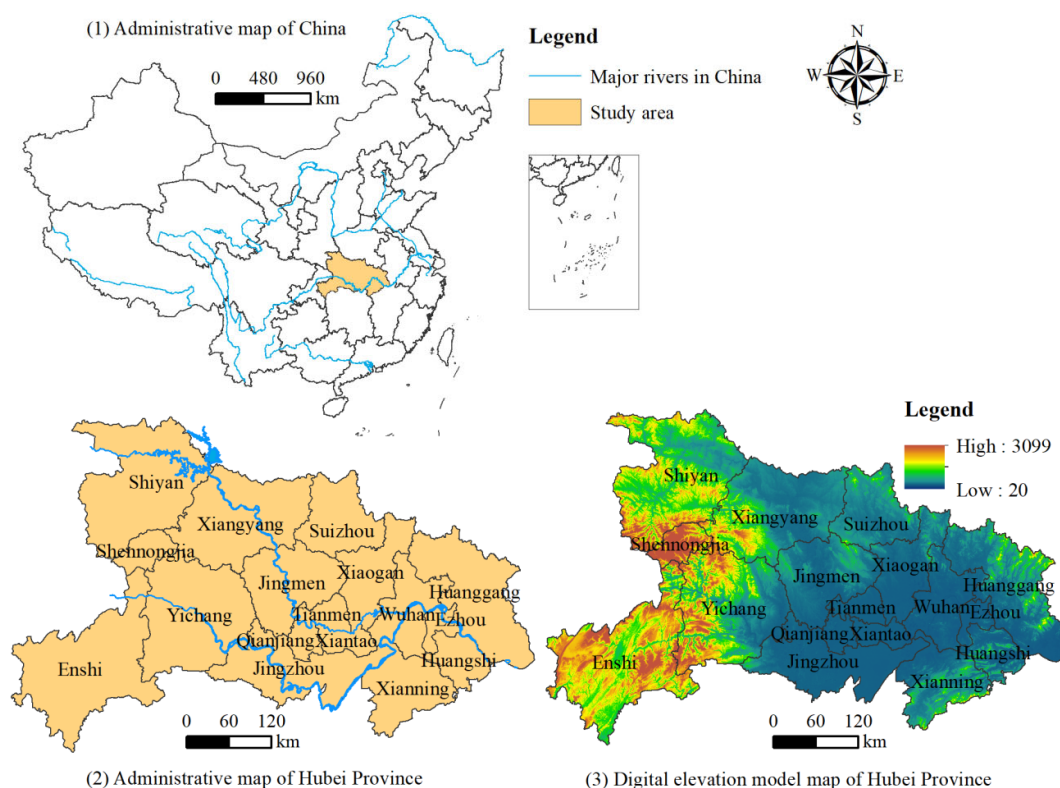 (1) Administrative map of China
0 480 960
km
Legend
Major rivers in China
Study area
N
W E
S
Shiyan
Xiangyang
Suizhou
Shennongjia
Jingmen
Xiaogan
Huanggang
Yichang
Tianmen
Wuhan
Ezhou
Qianjiang
Xiantao
Enshi
Jingzhou
Huangshi
Xianning
0 60 120
km
(2) Administrative map of Hubei Province
Legend
High : 3099
Low : 20
Shiyan
Xiangyang
Suizhou
Shennongjia
Jingmen
Xiaogan
Huanggang
Yichang
Tianmen
Wuhan
Ezhou
Qianjiang
Xiantao
Enshi
Jingzhou
Huangshi
Xianning
0 60 120
km
(3) Digital elevation model map of Hubei Province